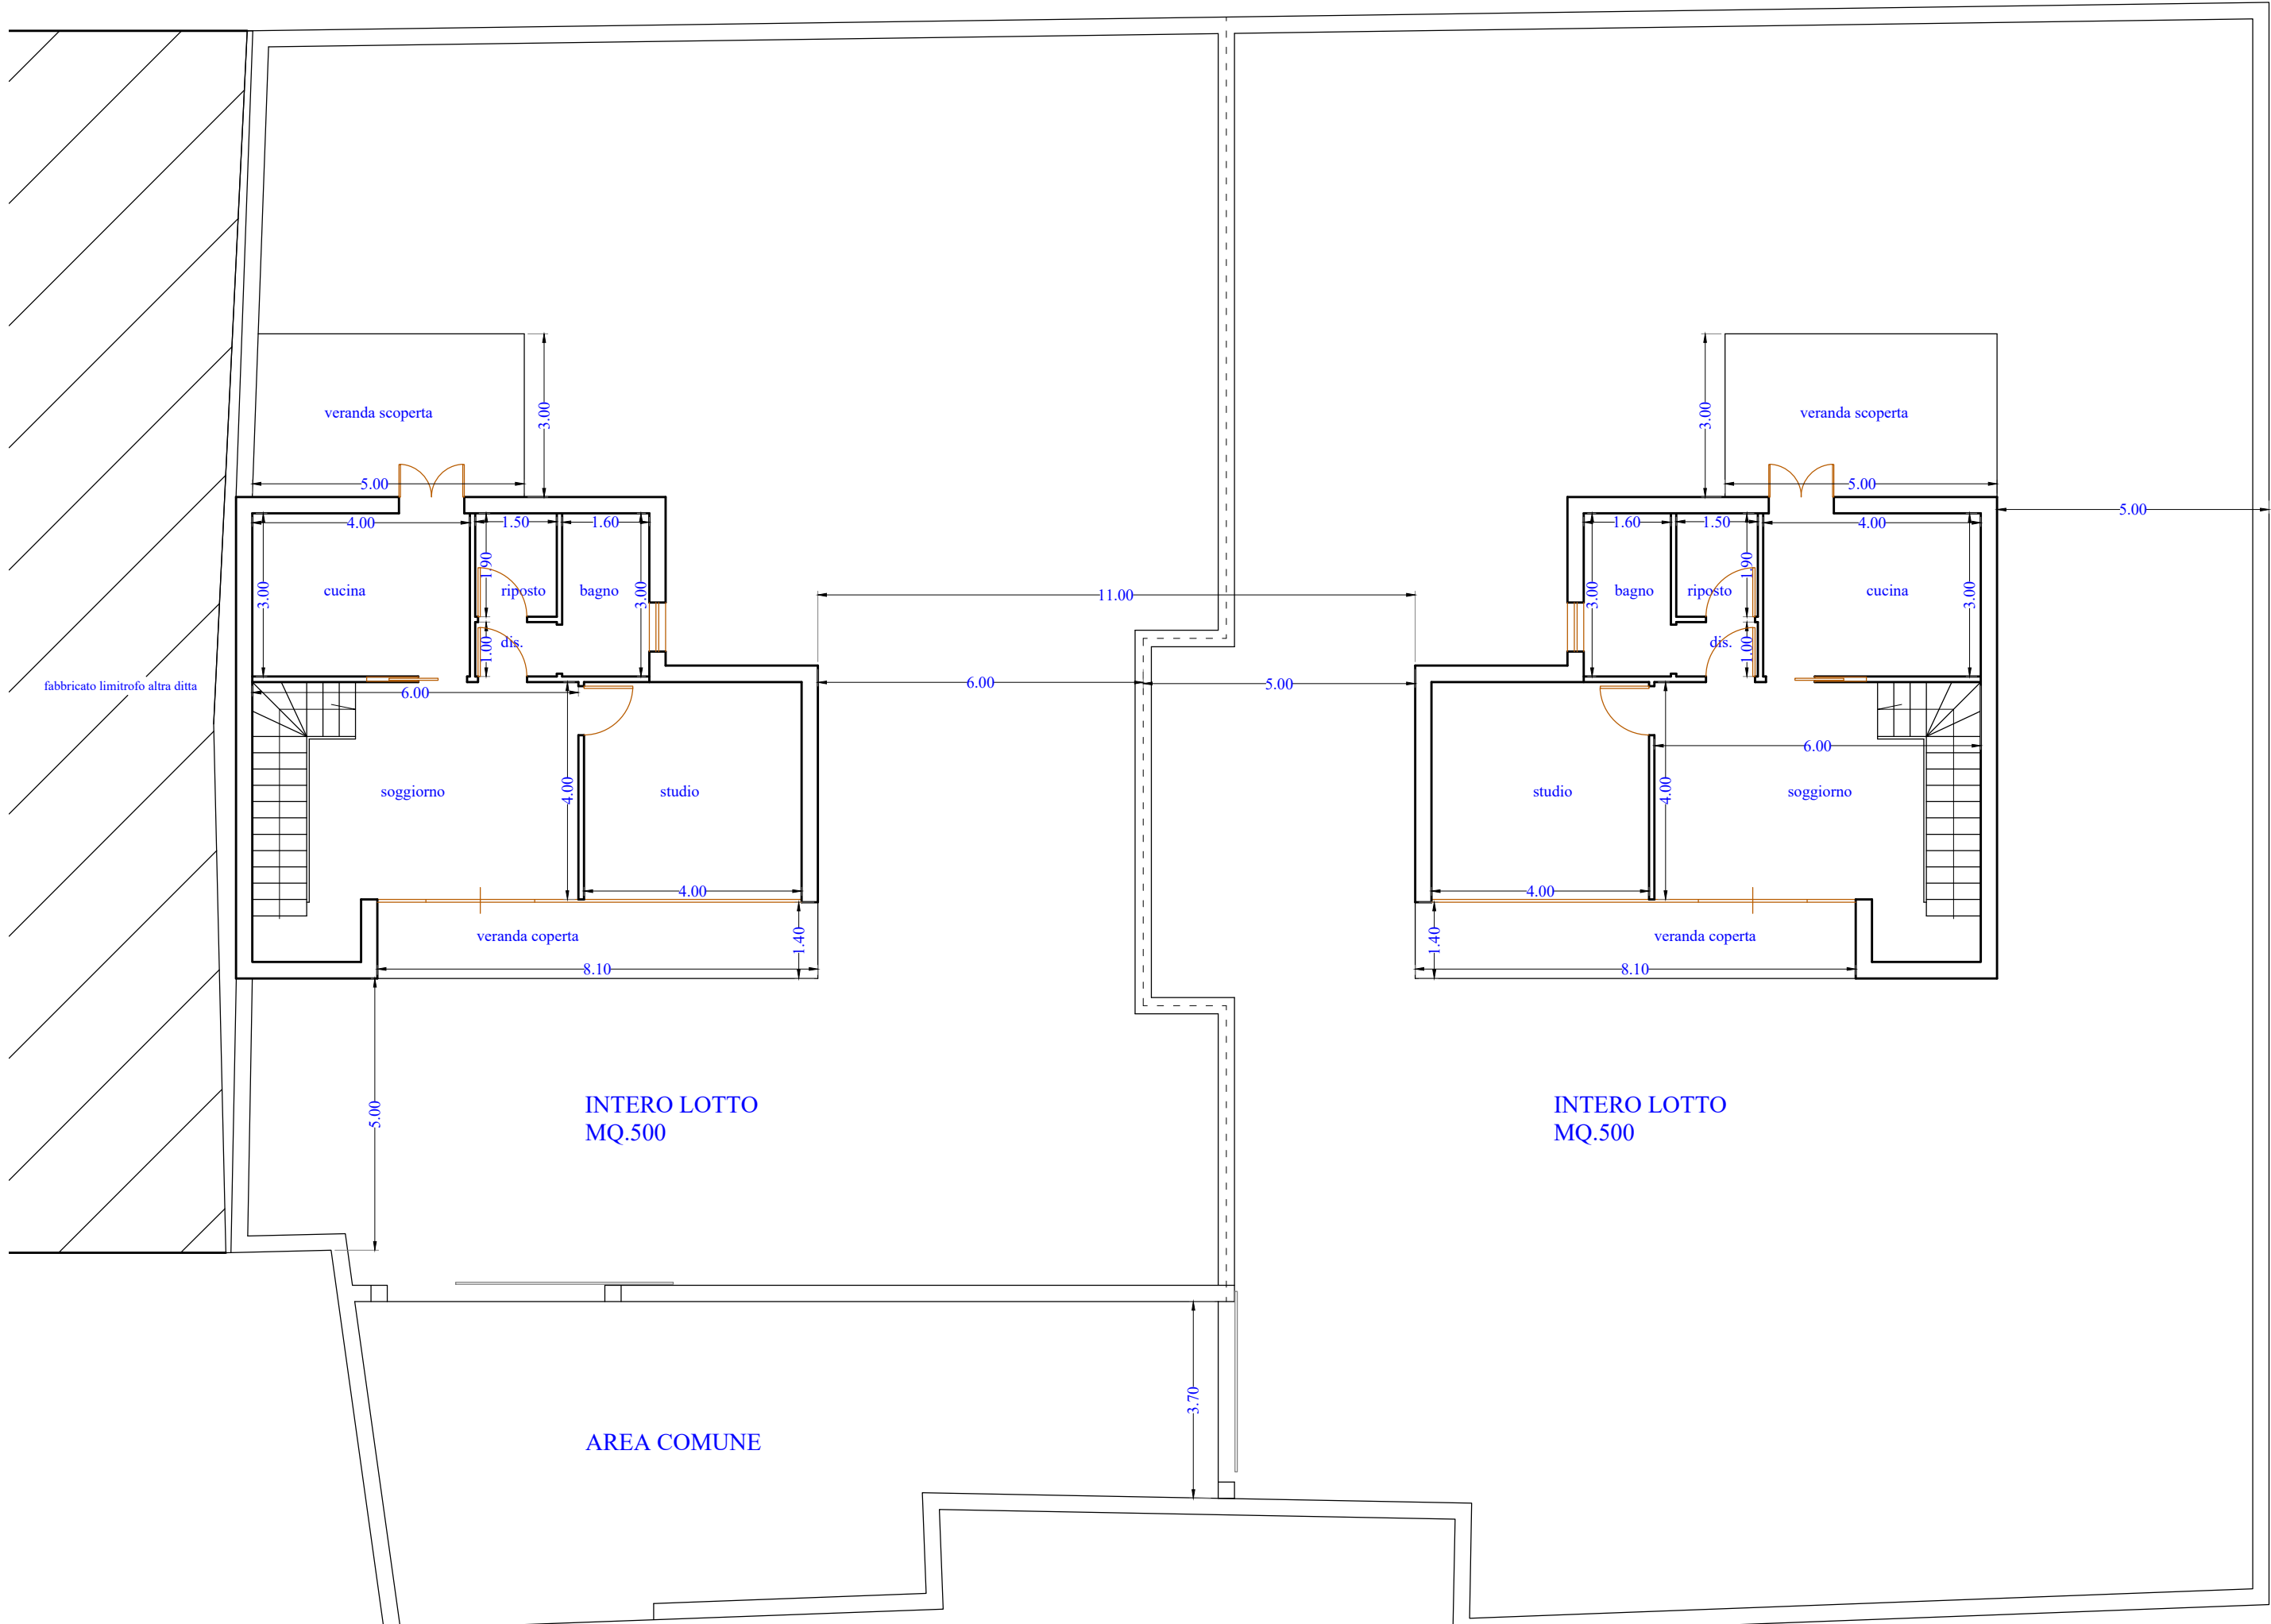 veranda scoperta
3.00
5.00
4.00
1.50
1.60
3.00
1.90
3.00
cucina
riposto
bagno
dis.
1.00
fabbricato limitrofo altra ditta
6.00
soggiorno
4.00
studio
4.00
veranda coperta
1.40
8.10
5.00
11.00
6.00
5.00
veranda scoperta
3.00
5.00
5.00
1.60
1.50
4.00
3.00
1.90
3.00
bagno
riposto
cucina
dis.
1.00
6.00
studio
4.00
soggiorno
4.00
1.40
veranda coperta
8.10
INTERO LOTTO
MQ.500
INTERO LOTTO
MQ.500
3.70
AREA COMUNE